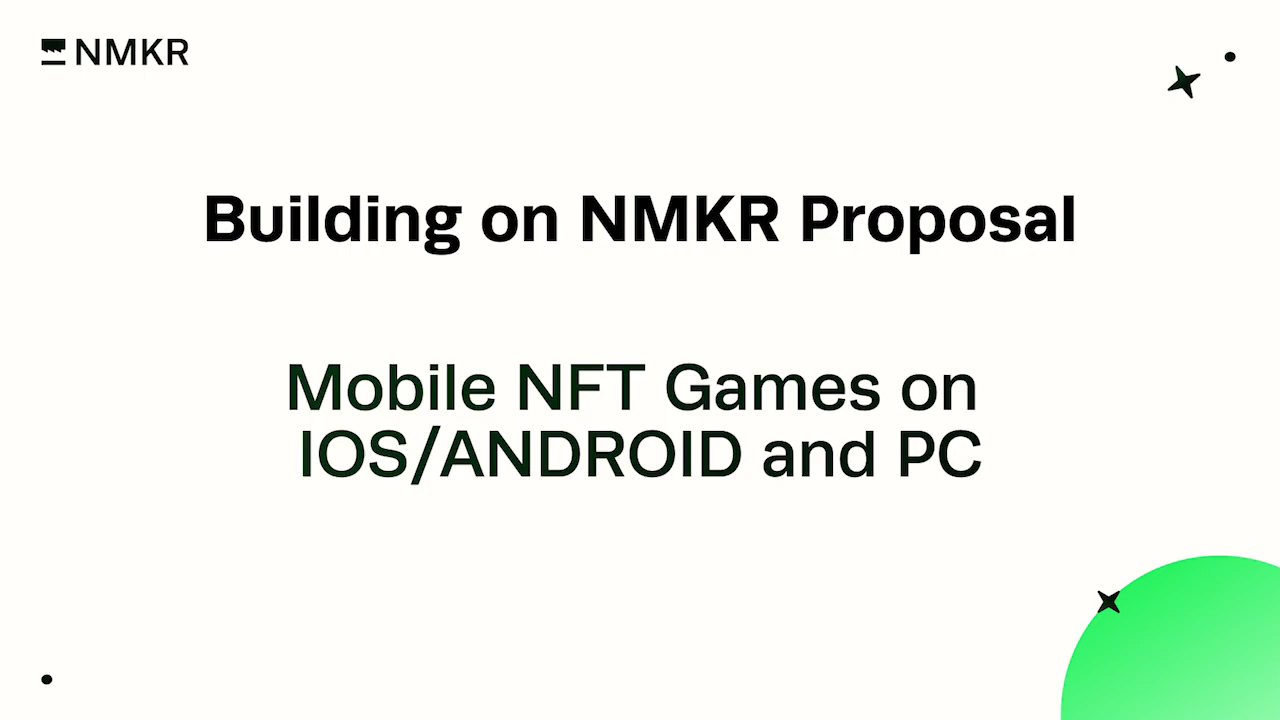 NMKR
Building on NMKR Proposal
Mobile NFT Games on
IOS/ANDROID and PC